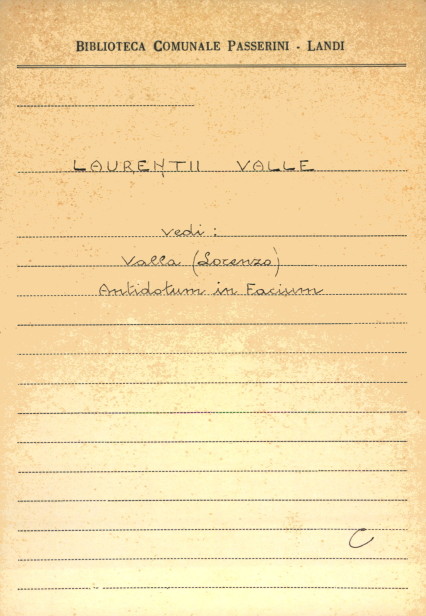 BIBLIOTECA COMUNALE PASSERINI - LANDI
LAURENTII VALLE
vedi :
Valla (Lorenzo)
Antidotum in Facium
C